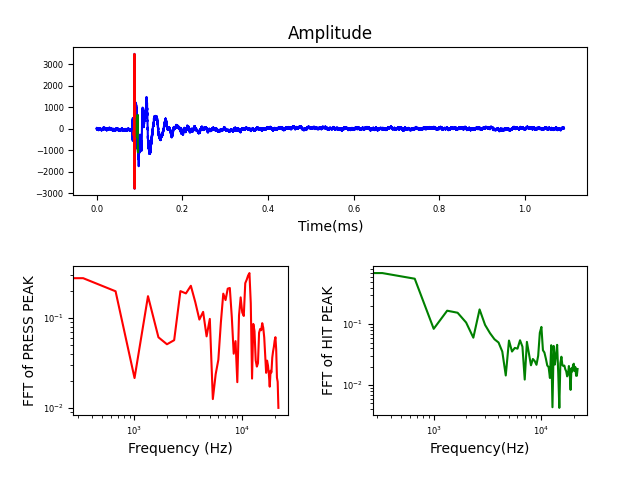 Amplitude
3000
2000
1000
0
−1000
−2000
−3000
0.0 0.2 0.4 0.6 0.8 1.0
Time(ms)
FFT of PRESS PEAK
10⁻¹
10⁻²
10³ 10⁴
Frequency (Hz)
FFT of HIT PEAK
10⁻¹
10⁻²
10³ 10⁴
Frequency(Hz)